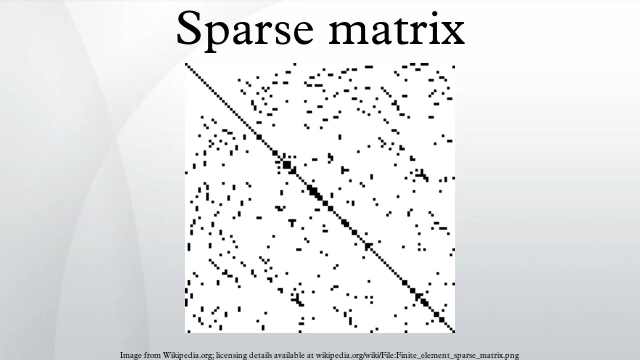 Sparse matrix
Image from Wikipedia.org; licensing details available at wikipedia.org/wiki/File:Finite_element_sparse_matrix.png